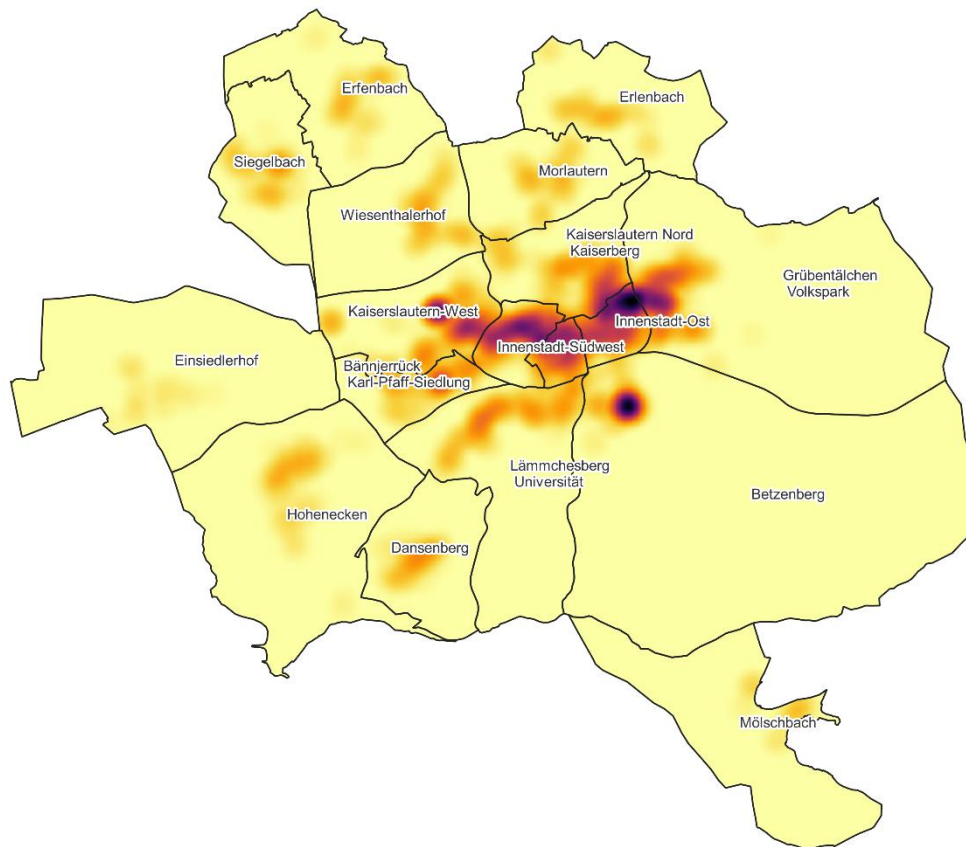 Erfenbach
Erlenbach
Siegelbach
Morlautern
Wiesenthalerhof
Kaiserslautern Nord
Kaiserberg
Grübentälchen
Volkspark
Kaiserslautern-West
Innenstadt-Ost
Innenstadt-Südwest
Einsiedlerhof
Bännjerrück
Karl-Pfaff-Siedlung
Lämmchesberg
Universität
Betzenberg
Hohenecken
Dansenberg
Mölschbach